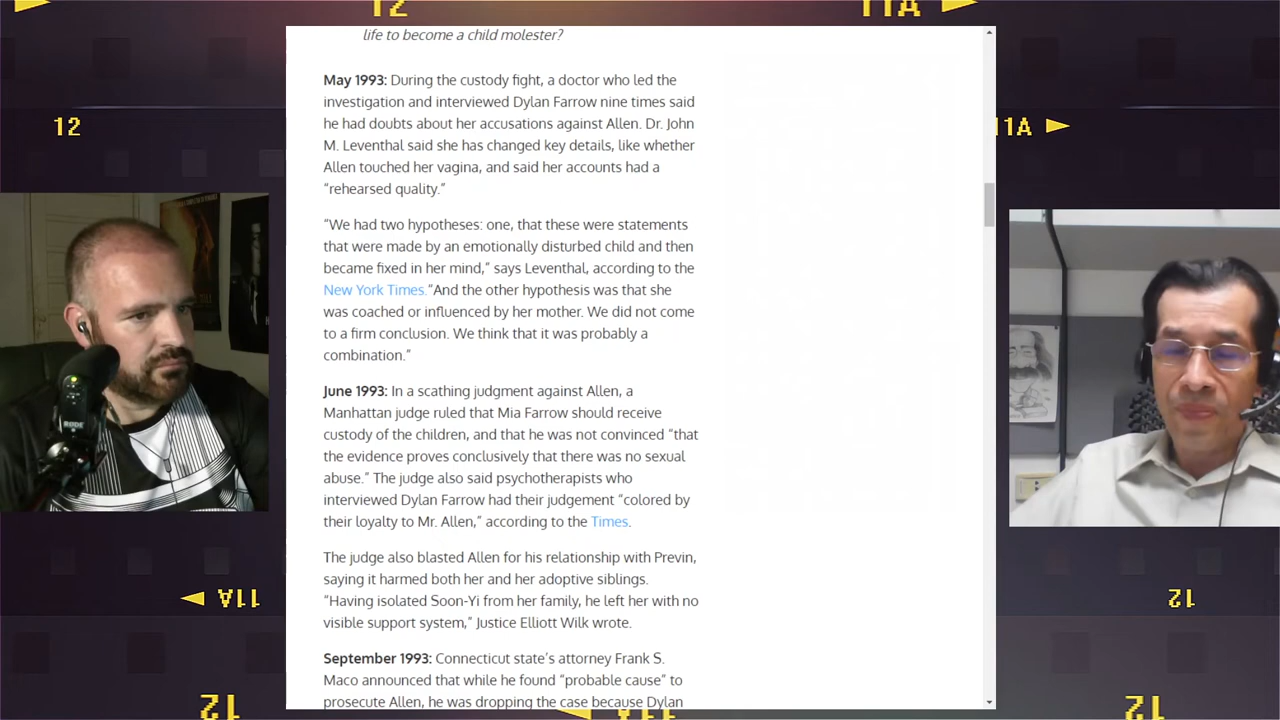 12
11A
life to become a child molester?
May 1993: During the custody fight, a doctor who led the
investigation and interviewed Dylan Farrow nine times said
he had doubts about her accusations against Allen. Dr. John
M. Leventhal said she has changed key details, like whether
Allen touched her vagina, and said her accounts had a
“rehearsed quality.”
“We had two hypotheses: one, that these were statements
that were made by an emotionally disturbed child and then
became fixed in her mind,” says Leventhal, according to the
New York Times.”And the other hypothesis was that she
was coached or influenced by her mother. We did not come
to a firm conclusion. We think that it was probably a
combination.”
June 1993: In a scathing judgment against Allen, a
Manhattan judge ruled that Mia Farrow should receive
custody of the children, and that he was not convinced “that
the evidence proves conclusively that there was no sexual
abuse.” The judge also said psychotherapists who
interviewed Dylan Farrow had their judgement “colored by
their loyalty to Mr. Allen,” according to the Times.
The judge also blasted Allen for his relationship with Previn,
saying it harmed both her and her adoptive siblings.
“Having isolated Soon-Yi from her family, he left her with no
visible support system,” Justice Elliott Wilk wrote.
September 1993: Connecticut state’s attorney Frank S.
Maco announced that while he found “probable cause” to
prosecute Allen, he was dropping the case because Dylan
12
11A
RODE
11A
12
12
11A
12